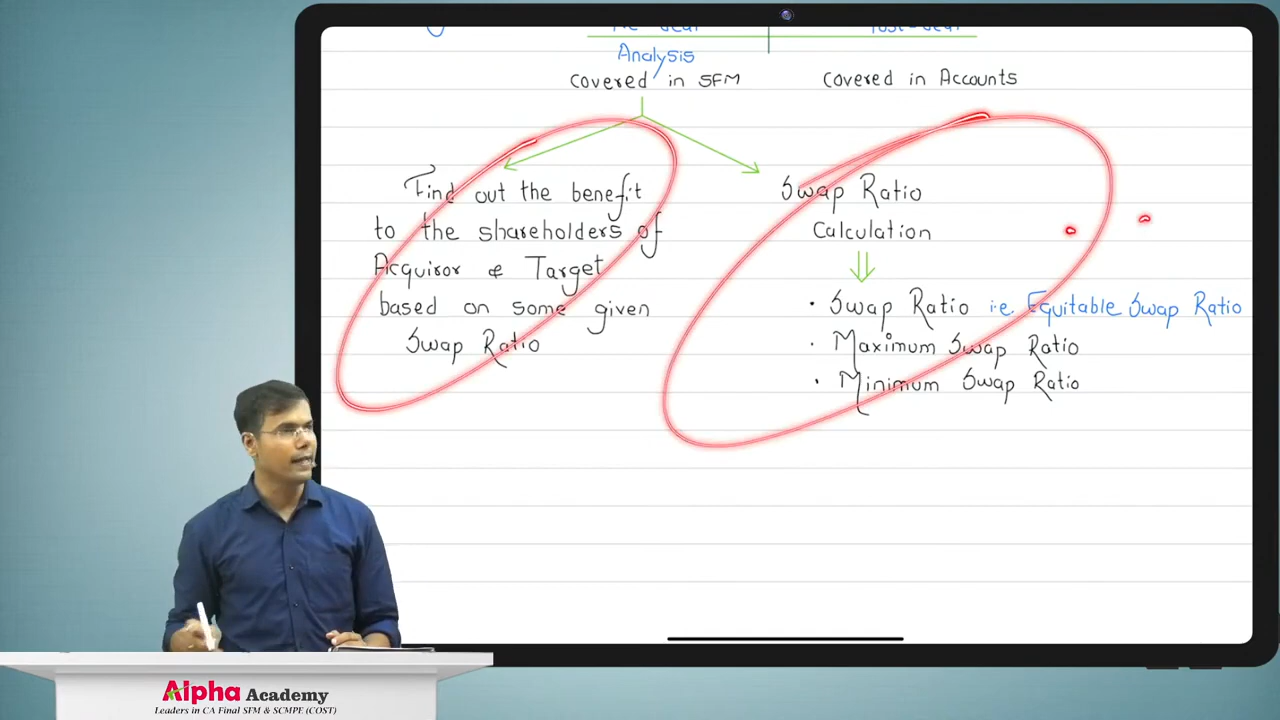 Analysis
covered in SFM
covered in Accounts
Find out the benefit
to the shareholders of
Acquiror & Target
based on some given
Swap Ratio
Swap Ratio
Calculation
• Swap Ratio i.e. Equitable Swap Ratio
• Maximum Swap Ratio
• Minimum Swap Ratio
Alpha Academy
Leaders in CA Final SFM & SCMPE (COST)